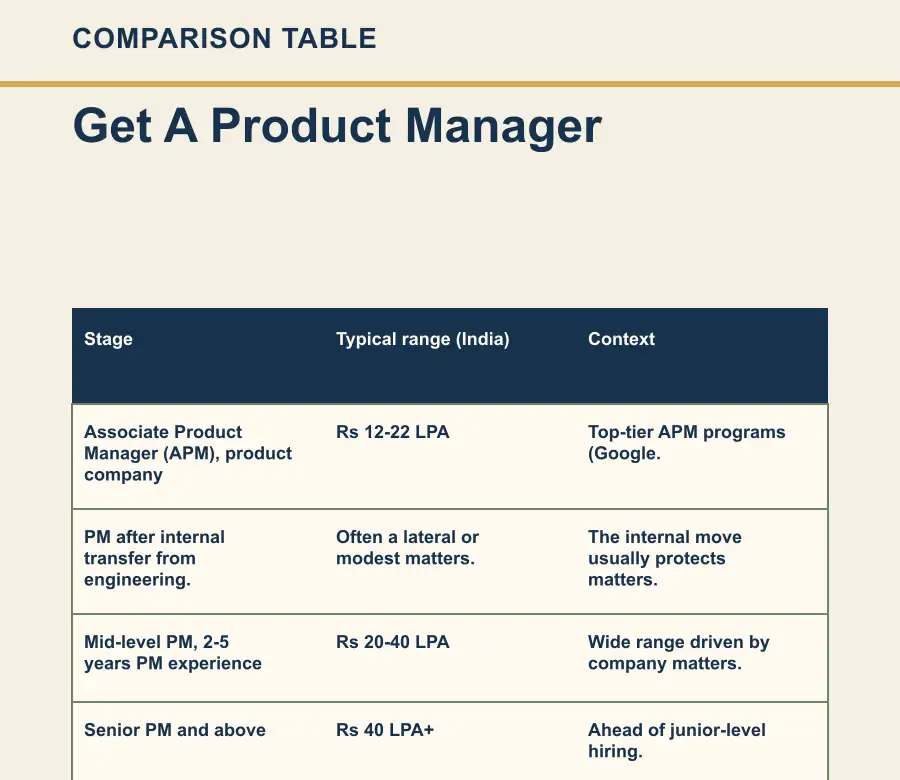 COMPARISON TABLE
Get A Product Manager
Stage
Typical range (India)
Context
Associate Product
Manager (APM), product
company
Rs 12-22 LPA
Top-tier APM programs
(Google.
PM after internal
transfer from
engineering.
Often a lateral or
modest matters.
The internal move
usually protects
matters.
Mid-level PM, 2-5
years PM experience
Rs 20-40 LPA
Wide range driven by
company matters.
Senior PM and above
Rs 40 LPA+
Ahead of junior-level
hiring.